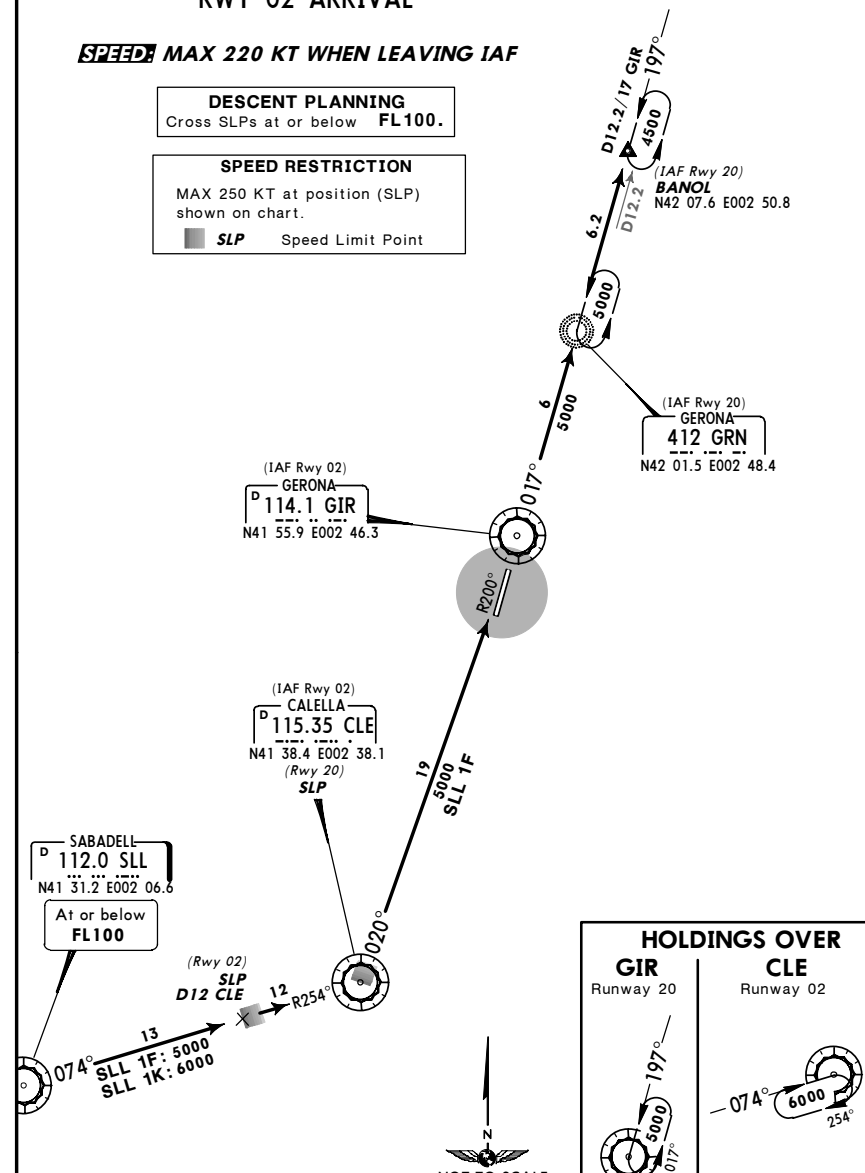 RWY 02 ARRIVAL
SPEED: MAX 220 KT WHEN LEAVING IAF
DESCENT PLANNING
Cross SLPs at or below FL100.
SPEED RESTRICTION
MAX 250 KT at position (SLP)
shown on chart.
SLP Speed Limit Point
197°
D12.2/17 GIR
4500
(IAF Rwy 20)
BANOL
N42 07.6 E002 50.8
D12.2
6.2
5000
(IAF Rwy 20)
GERONA
412 GRN
N42 01.5 E002 48.4
6
5000
017°
(IAF Rwy 02)
GERONA
D 114.1 GIR
N41 55.9 E002 46.3
R200°
(IAF Rwy 02)
CALELLA
D 115.35 CLE
N41 38.4 E002 38.1
(Rwy 20)
SLP
19
5000
SLL 1F
020°
SABADELL
D 112.0 SLL
N41 31.2 E002 06.6
At or below
FL100
(Rwy 02)
SLP
D12 CLE
12
R254°
13
074°
SLL 1F: 5000
SLL 1K: 6000
N
NOT TO SCALE
HOLDINGS OVER
GIR
Runway 20
197°
5000
017°
CLE
Runway 02
074°
6000
254°